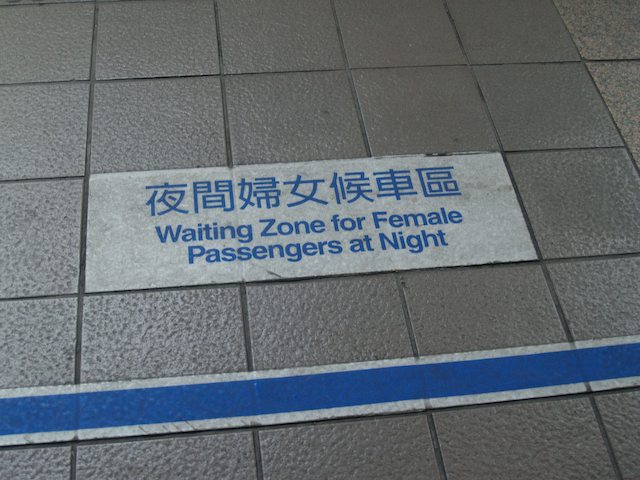 夜間婦女候車區
Waiting Zone for Female
Passengers at Night